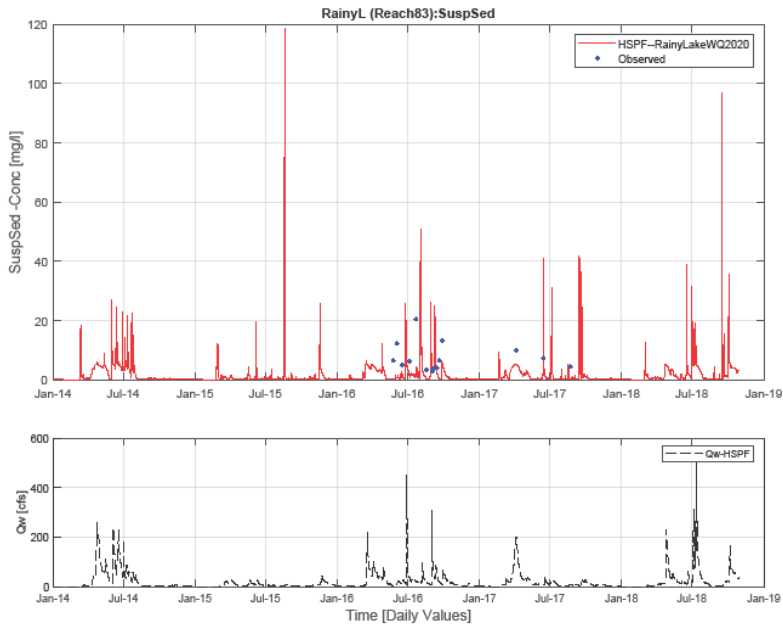 RainyL (Reach83):SuspSed
HSPF--RainyLakeWQ2020
Observed
SuspSed -Conc [mg/l]
120
100
80
60
40
20
0
Jan-14 Jul-14 Jan-15 Jul-15 Jan-16 Jul-16 Jan-17 Jul-17 Jan-18 Jul-18 Jan-19
Qw-HSPF
Qw [cfs]
600
400
200
0
Jan-14 Jul-14 Jan-15 Jul-15 Jan-16 Jul-16 Jan-17 Jul-17 Jan-18 Jul-18 Jan-19
Time [Daily Values]